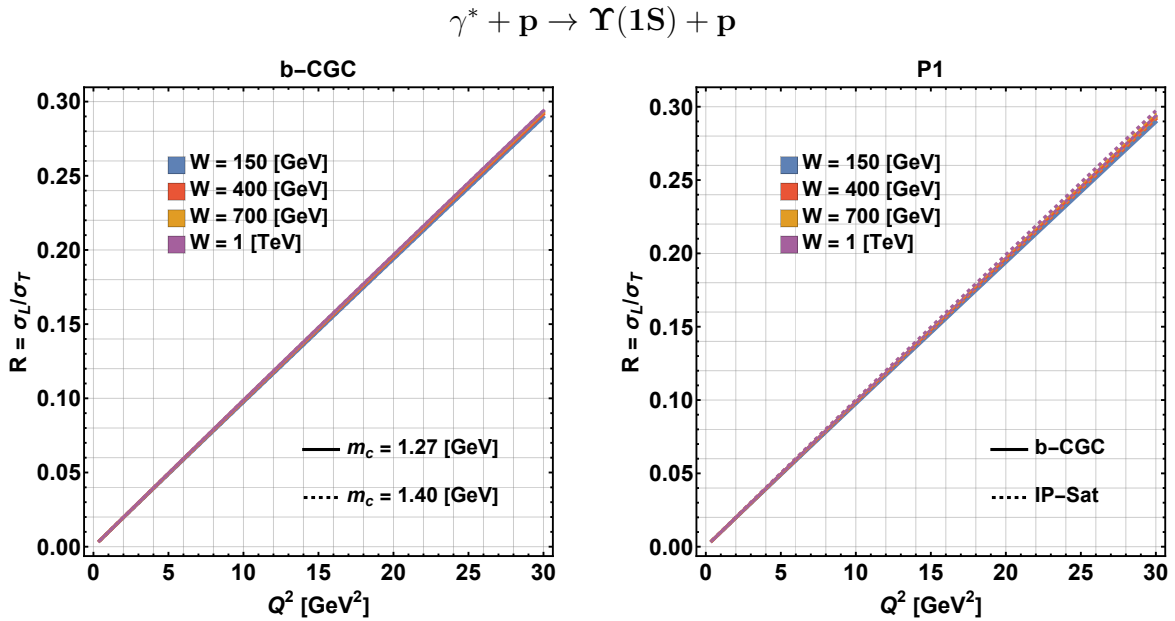 γ* + p → ϒ(1S) + p
b−CGC
0.30
0.25
0.20
0.15
0.10
0.05
0.00
R = σL/σT
W = 150 [GeV]
W = 400 [GeV]
W = 700 [GeV]
W = 1 [TeV]
mc = 1.27 [GeV]
mc = 1.40 [GeV]
0 5 10 15 20 25 30
Q² [GeV²]
P1
0.30
0.25
0.20
0.15
0.10
0.05
0.00
R = σL/σT
W = 150 [GeV]
W = 400 [GeV]
W = 700 [GeV]
W = 1 [TeV]
b−CGC
IP−Sat
0 5 10 15 20 25 30
Q² [GeV²]